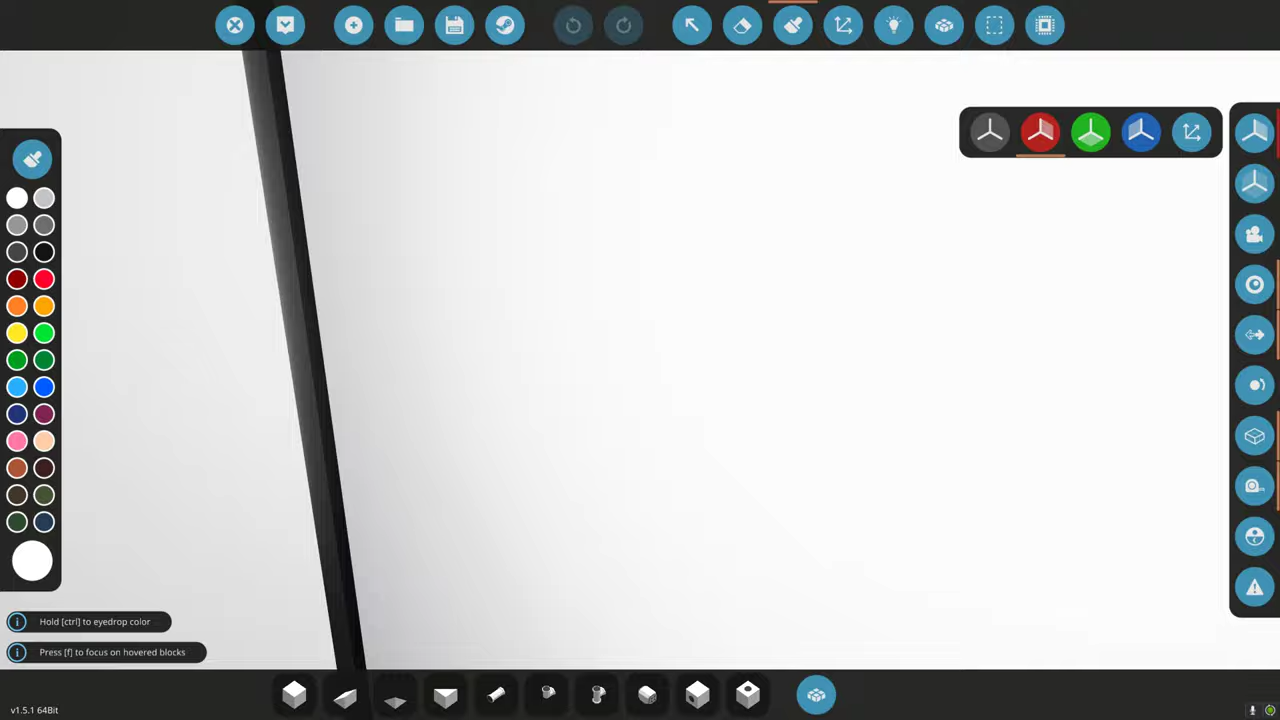 Hold [ctrl] to eyedrop color
Press [f] to focus on hovered blocks
v1.5.1 64Bit